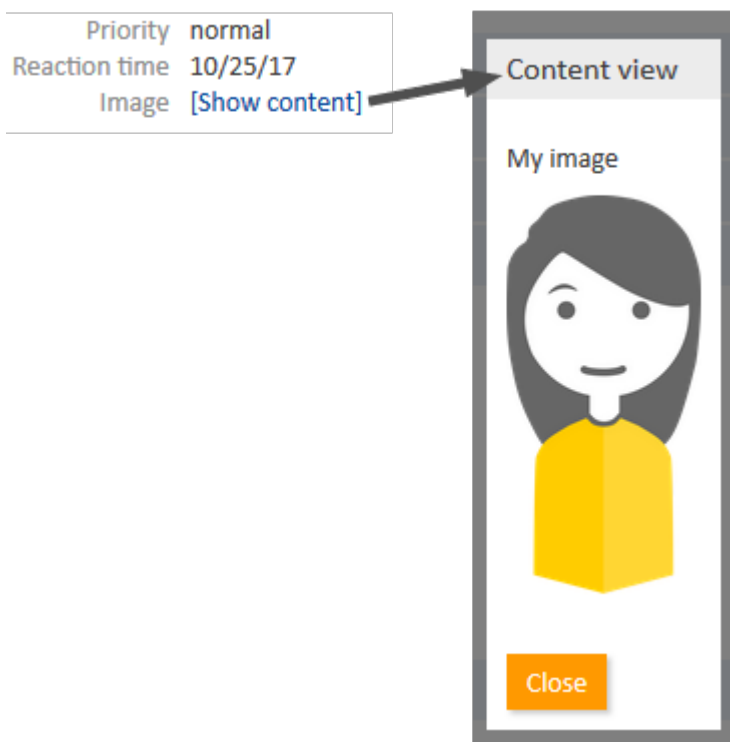 Priority normal
Reaction time 10/25/17
Image [Show content]
Content view
My image
Close